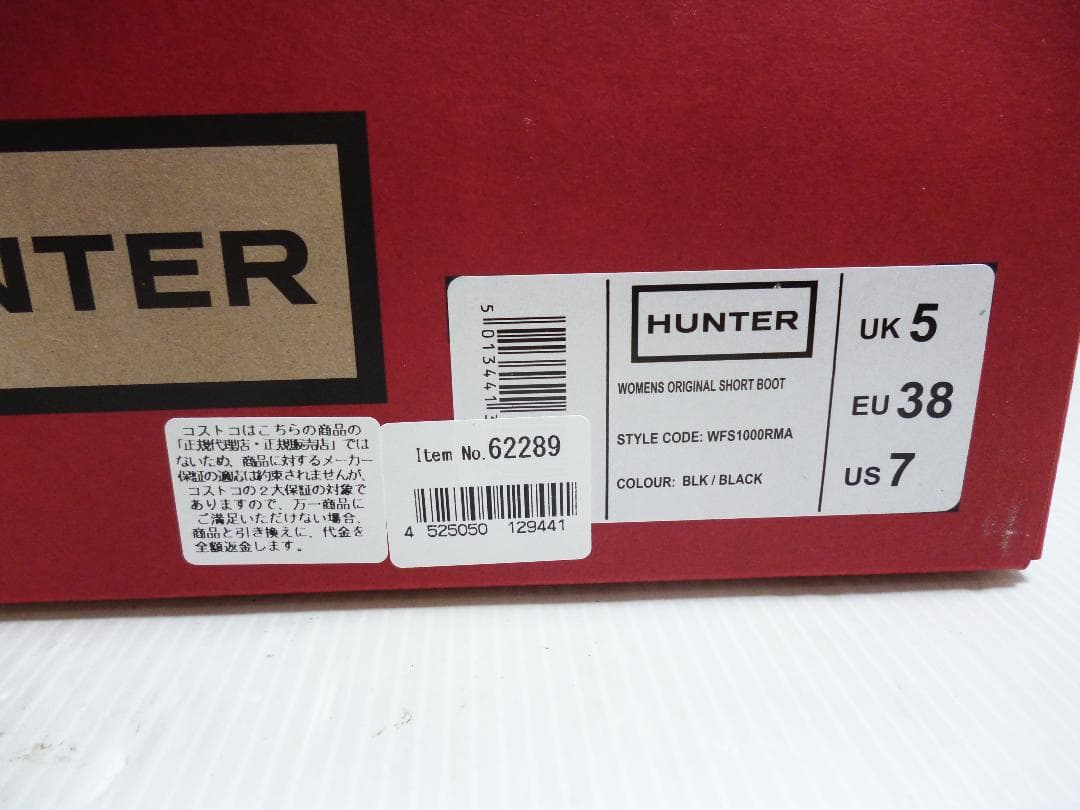 HUNTER
コストコはこちらの商品の
「正規代理店・正規販売店」では
ないため、商品に対するメーカー
保証の適応は約束されませんが、
コストコの2大保証の対象で
ありますので、万一商品に
ご満足いただけない場合、
商品と引き換えに、代金を
全額返金します。
Item No.62289
4 525050 129441
5 013441
HUNTER
WOMENS ORIGINAL SHORT BOOT
STYLE CODE: WFS1000RMA
COLOUR: BLK / BLACK
UK 5
EU 38
US 7